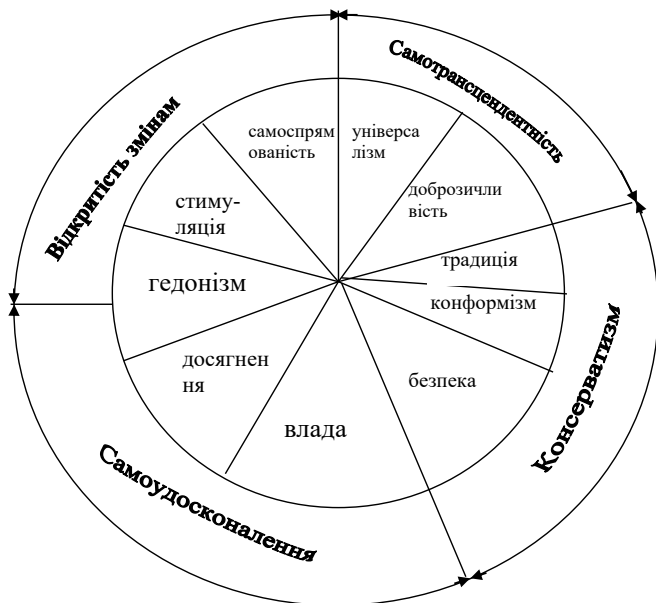 Відкритість змінам
Самотрансцендентність
самоспрям
ованість
універса
лізм
доброзичли
вість
стиму-
ляція
традиція
гедонізм
конформізм
досягнен
ня
безпека
влада
Консерватизм
Самоудосконалення